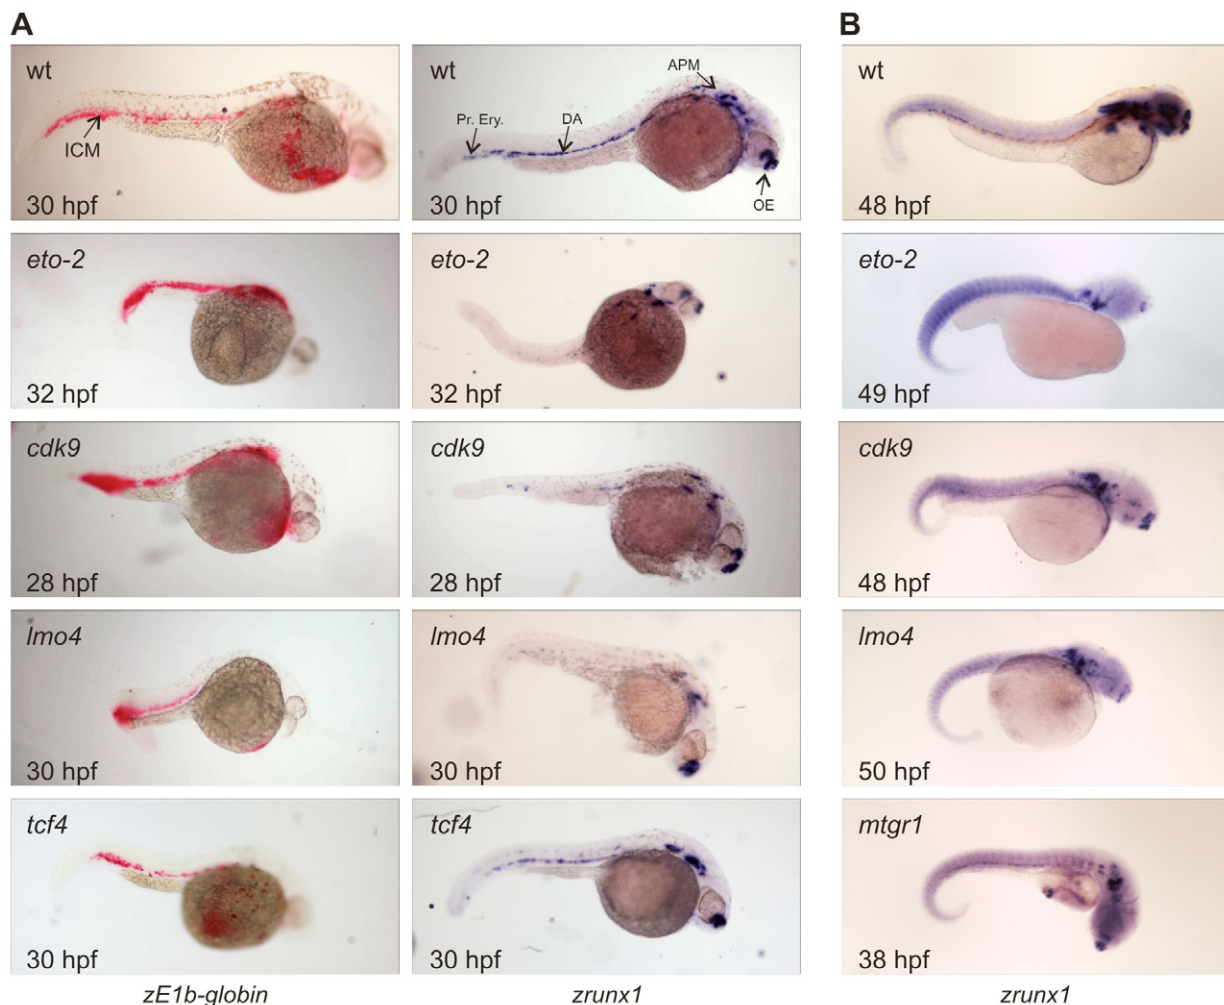 A
B
wt
ICM
30 hpf
wt
APM
Pr. Ery.
DA
OE
30 hpf
wt
48 hpf
eto-2
32 hpf
eto-2
32 hpf
eto-2
49 hpf
cdk9
28 hpf
cdk9
28 hpf
cdk9
48 hpf
lmo4
30 hpf
lmo4
30 hpf
lmo4
50 hpf
tcf4
30 hpf
tcf4
30 hpf
mtgr1
38 hpf
zE1b-globin
zrunx1
zrunx1